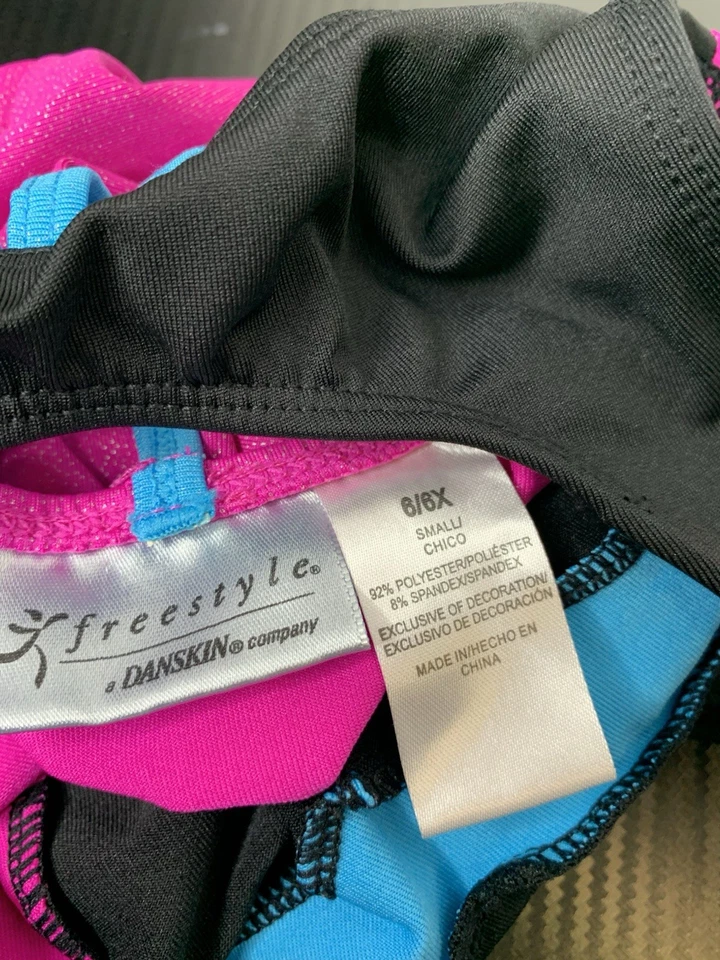 freestyle®
a DANSKIN® company
6/6X
SMALL/
CHICO
92% POLYESTER/POLIÉSTER
8% SPANDEX/SPANDEX
EXCLUSIVE OF DECORATION/
EXCLUSIVO DE DECORACIÓN
MADE IN/HECHO EN
CHINA